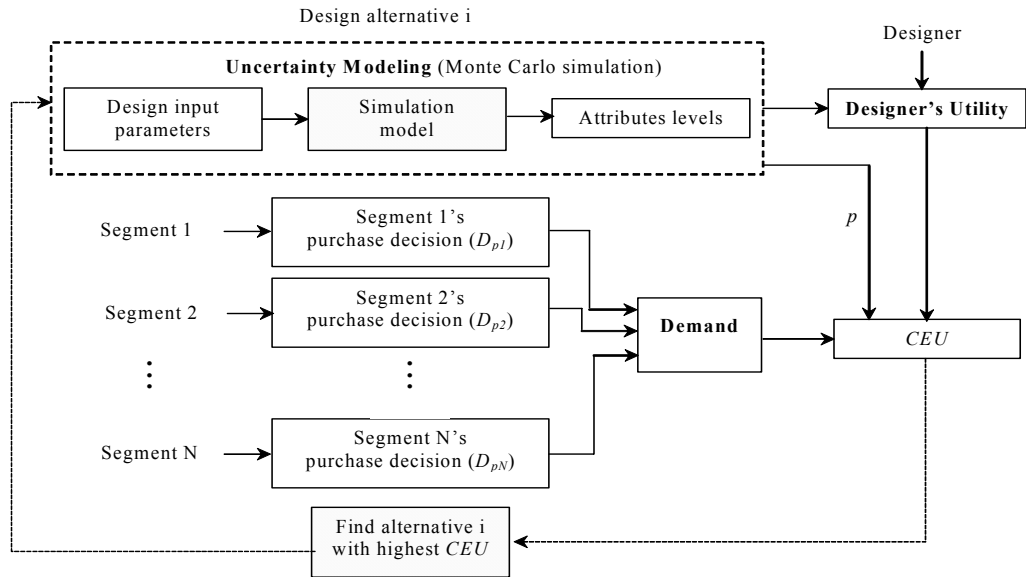 Design alternative i
Designer
Uncertainty Modeling (Monte Carlo simulation)
Design input
parameters
Simulation
model
Attributes levels
Designer's Utility
p
Segment 1
Segment 1's
purchase decision (Dp1)
Segment 2
Segment 2's
purchase decision (Dp2)
Demand
CEU
Segment N
Segment N's
purchase decision (DpN)
Find alternative i
with highest CEU